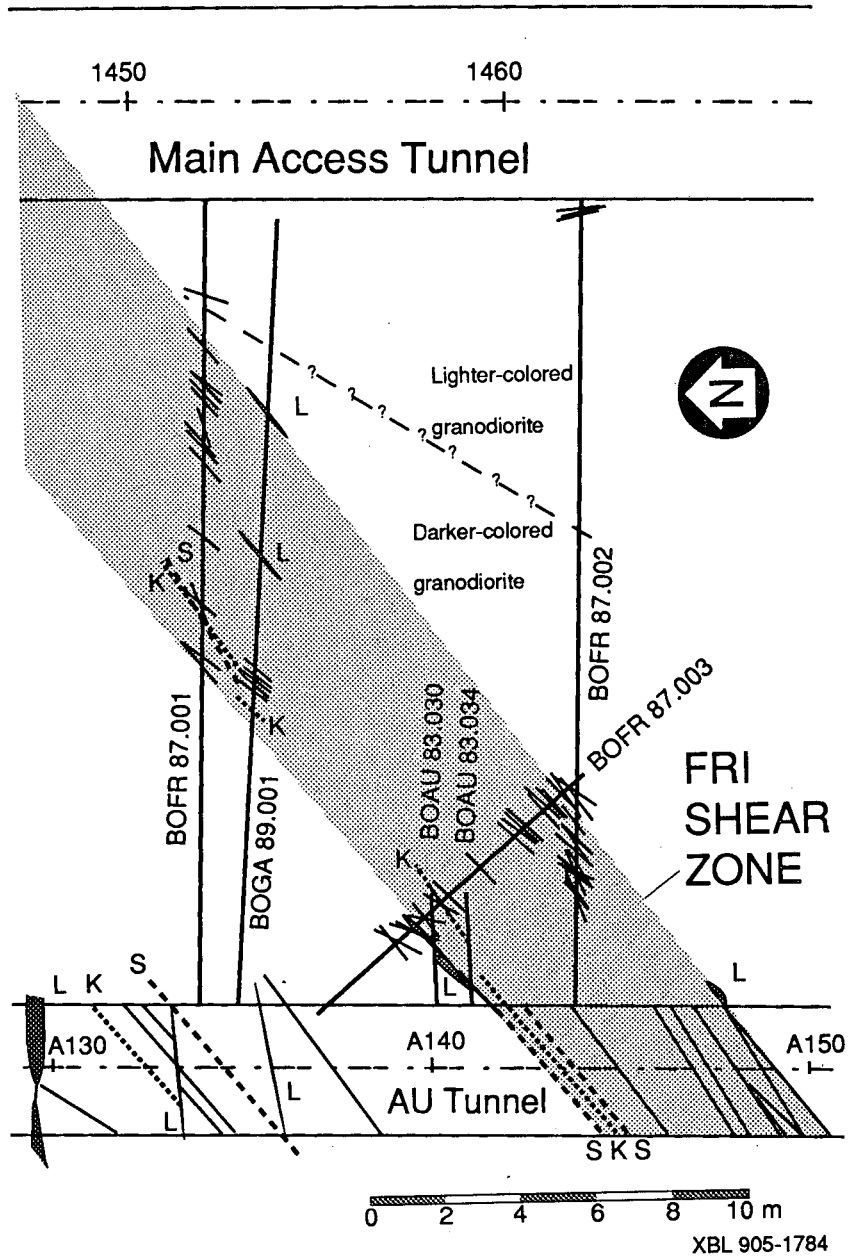 1450 1460
Main Access Tunnel
L
Lighter-colored
granodiorite
?
?
?
?
?
?
?
N
Darker-colored
granodiorite
L
S
K
K
BOFR 87.001
BOGA 89.001
BOAU 83.030
BOAU 83.034
BOFR 87.002
BOFR 87.003
FRI
SHEAR
ZONE
K
L
L
L K S
A130 A140 A150
L
L
AU Tunnel
S K S
0 2 4 6 8 10 m
XBL 905-1784